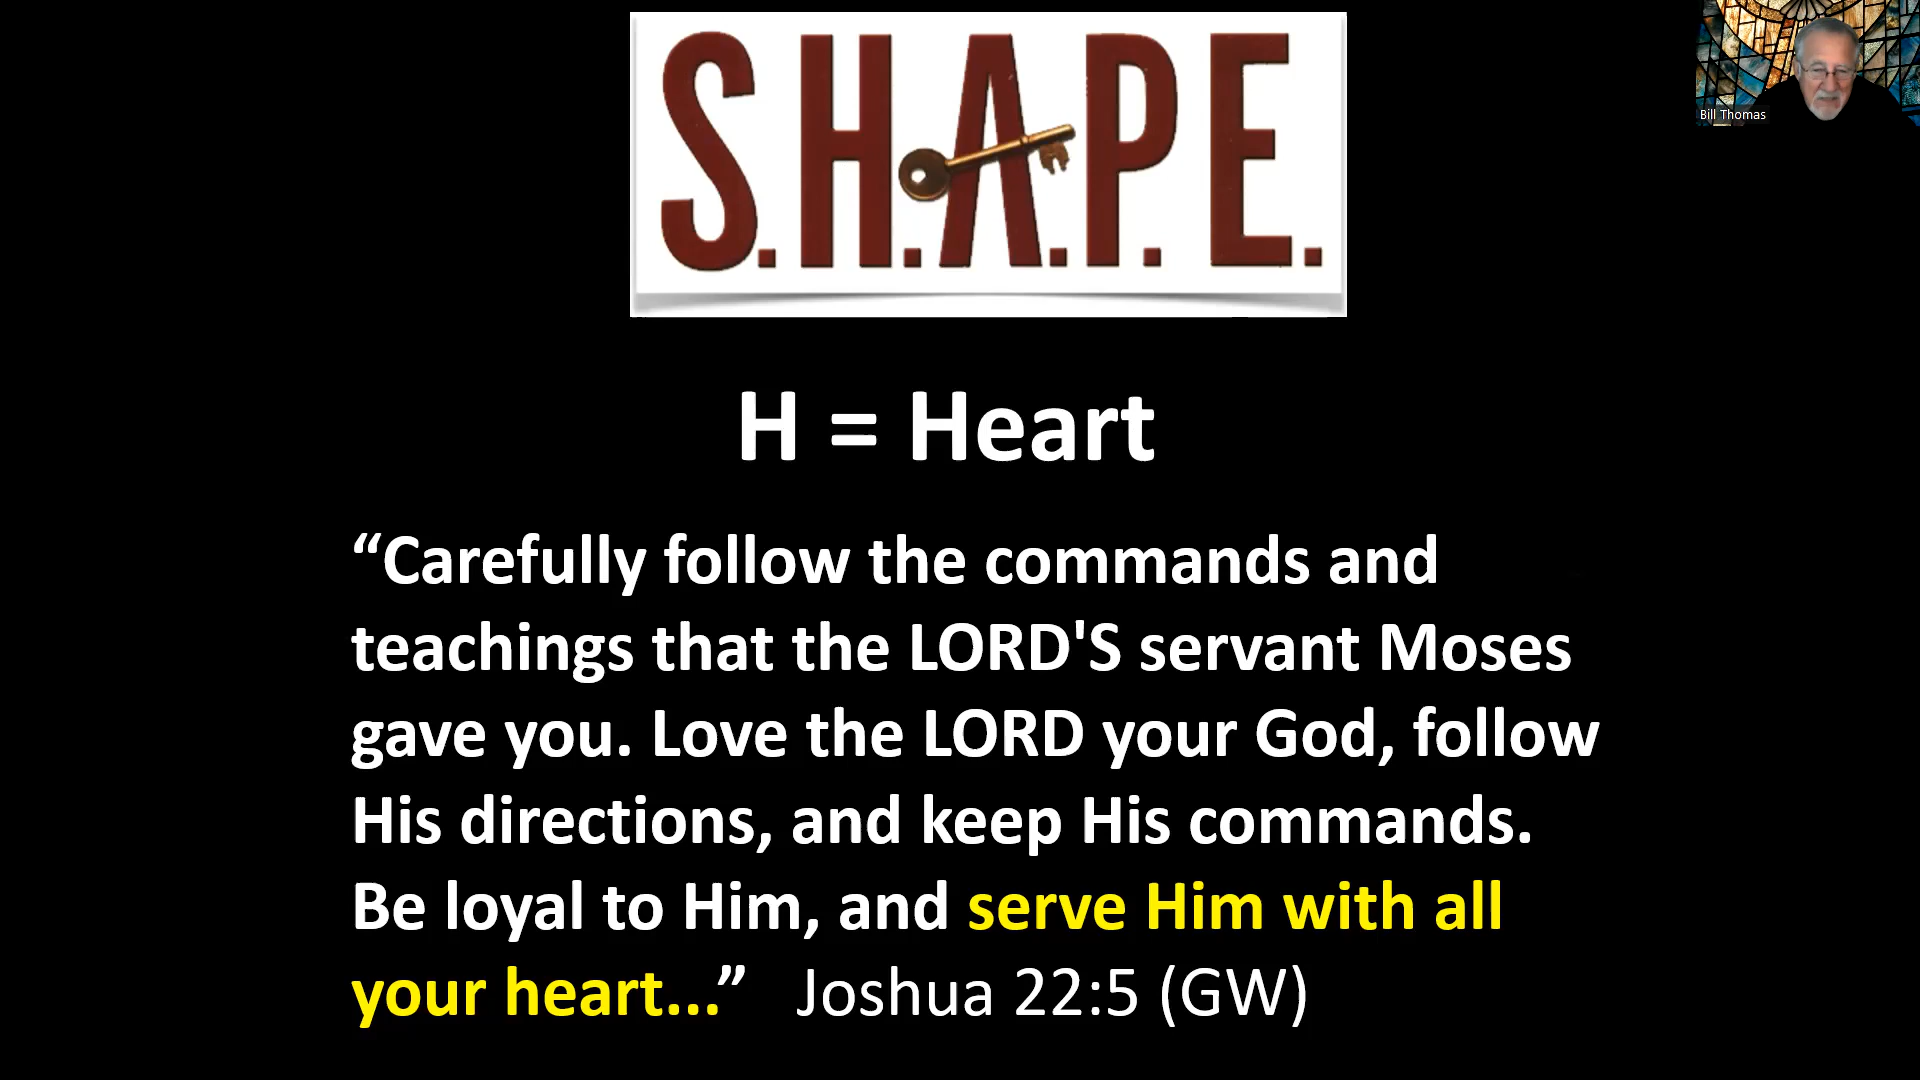 S.H.A.P.E.
Bill Thomas
H = Heart
“Carefully follow the commands and
teachings that the LORD'S servant Moses
gave you. Love the LORD your God, follow
His directions, and keep His commands.
Be loyal to Him, and serve Him with all
your heart...” Joshua 22:5 (GW)